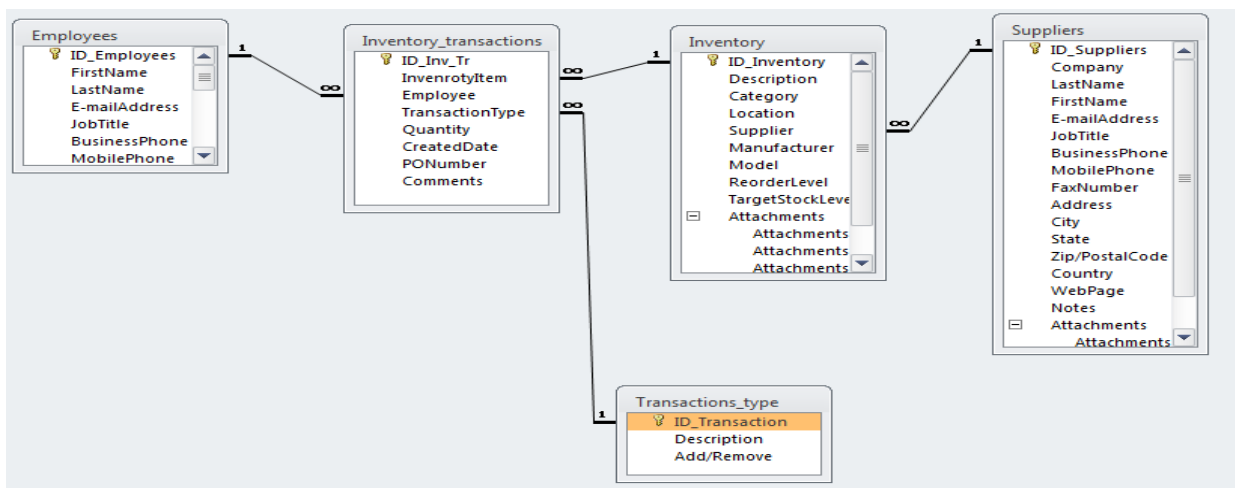 Employees
ID_Employees
FirstName
LastName
E-mailAddress
JobTitle
BusinessPhone
MobilePhone
1
∞
Inventory_transactions
ID_Inv_Tr
InvenrotyItem
Employee
TransactionType
Quantity
CreatedDate
PONumber
Comments
∞
∞
1
Inventory
ID_Inventory
Description
Category
Location
Supplier
Manufacturer
Model
ReorderLevel
TargetStockLeve
Attachments
Attachments
Attachments
Attachments
∞
1
Suppliers
ID_Suppliers
Company
LastName
FirstName
E-mailAddress
JobTitle
BusinessPhone
MobilePhone
FaxNumber
Address
City
State
Zip/PostalCode
Country
WebPage
Notes
Attachments
Attachments
1
Transactions_type
ID_Transaction
Description
Add/Remove